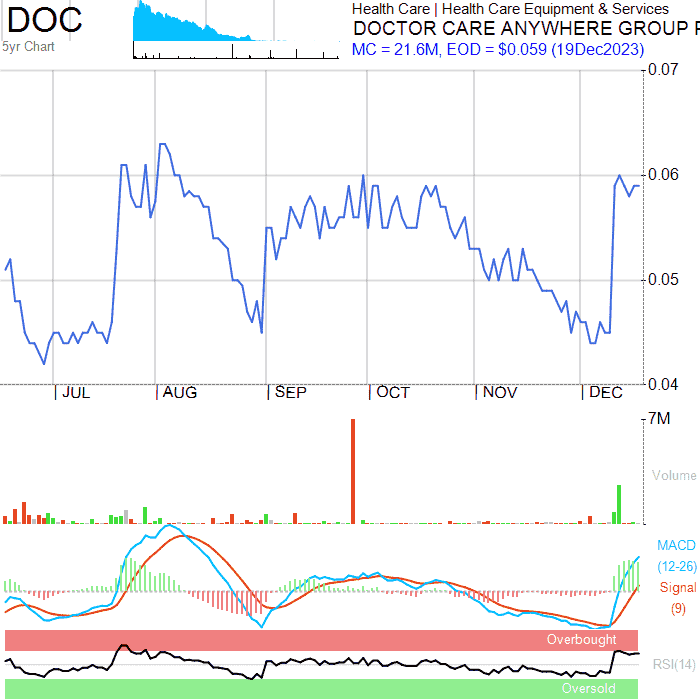 DOC
5yr Chart
Health Care | Health Care Equipment & Services
DOCTOR CARE ANYWHERE GROUP
MC = 21.6M, EOD = $0.059 (19Dec2023)
0.07
0.06
0.05
0.04
JUL
AUG
SEP
OCT
NOV
DEC
7M
Volume
MACD
(12-26)
Signal
(9)
Overbought
RSI(14)
Oversold